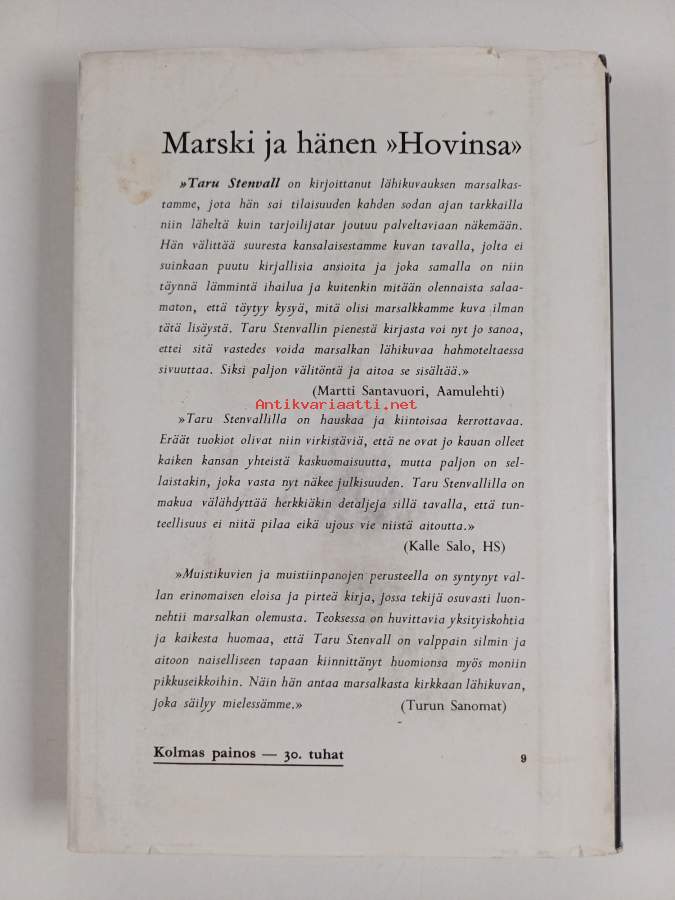 Marski ja hänen »Hovinsa»
»Taru Stenvall on kirjoittanut lähikuvauksen marsalkas-
tamme, jota hän sai tilaisuuden kahden sodan ajan tarkkailla
niin läheltä kuin tarjoilijatar joutuu palveltaviaan näkemään.
Hän välittää suuresta kansalaisestamme kuvan tavalla, jolta ei
suinkaan puutu kirjallisia ansioita ja joka samalla on niin
täynnä lämmintä ihailua ja kuitenkin mitään olennaista salaa-
maton, että täytyy kysyä, mitä olisi marsalkkamme kuva ilman
tätä lisäystä. Taru Stenvallin pienestä kirjasta voi nyt jo sanoa,
ettei sitä vastedes voida marsalkan lähikuvaa hahmoteltaessa
sivuuttaa. Siksi paljon välitöntä ja aitoa se sisältää.»
(Martti Santavuori, Aamulehti)
Antikvariaatti.net
»Taru Stenvallilla on hauskaa ja kiintoisaa kerrottavaa.
Eräät tuokiot olivat niin virkistäviä, että ne ovat jo kauan olleet
kaiken kansan yhteistä kaskuomaisuutta, mutta paljon on sel-
laistakin, joka vasta nyt näkee julkisuuden. Taru Stenvallilla on
makua välähdyttää herkkiäkin detaljeja sillä tavalla, että tun-
teellisuus ei niitä pilaa eikä ujous vie niistä aitoutta.»
(Kalle Salo, HS)
»Muistikuvien ja muistiinpanojen perusteella on syntynyt val-
lan erinomaisen eloisa ja pirteä kirja, jossa tekijä osuvasti luon-
nehtii marsalkan olemusta. Teoksessa on huvittavia yksityiskohtia
ja kaikesta huomaa, että Taru Stenvall on valppain silmin ja
aitoon naiselliseen tapaan kiinnittänyt huomionsa myös moniin
pikkuseikkoihin. Näin hän antaa marsalkasta kirkkaan lähikuvan,
joka säilyy mielessämme.» (Turun Sanomat)
Kolmas painos — 30. tuhat 9